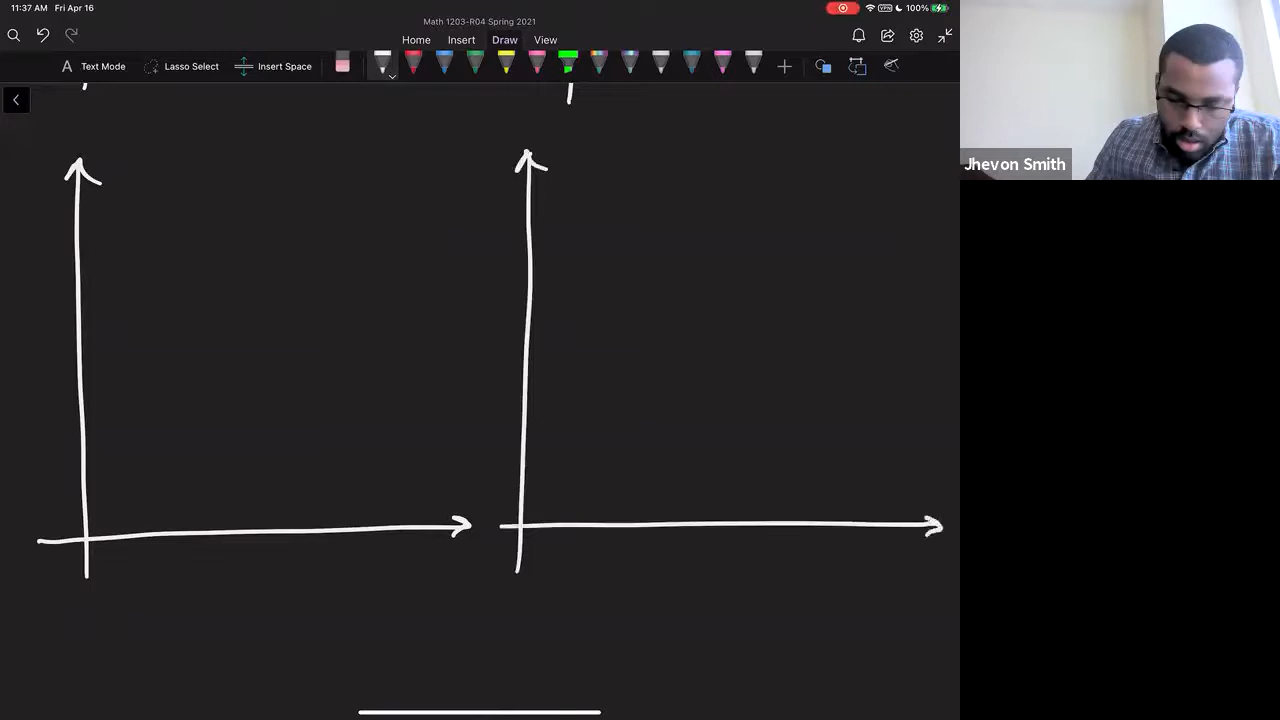 11:37 AM Fri Apr 16
100%
Math 1203-R04 Spring 2021
Home Insert Draw View
Text Mode Lasso Select Insert Space
Jhevon Smith